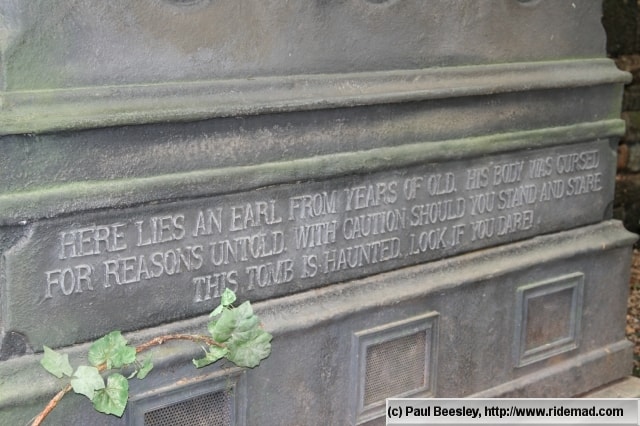 HERE LIES AN EARL FROM YEARS OF OLD. HIS BODY WAS CURSED
FOR REASONS UNTOLD. WITH CAUTION SHOULD YOU STAND AND STARE
THIS TOMB IS HAUNTED, LOOK IF YOU DARE!
(c) Paul Beesley, http://www.ridemad.com